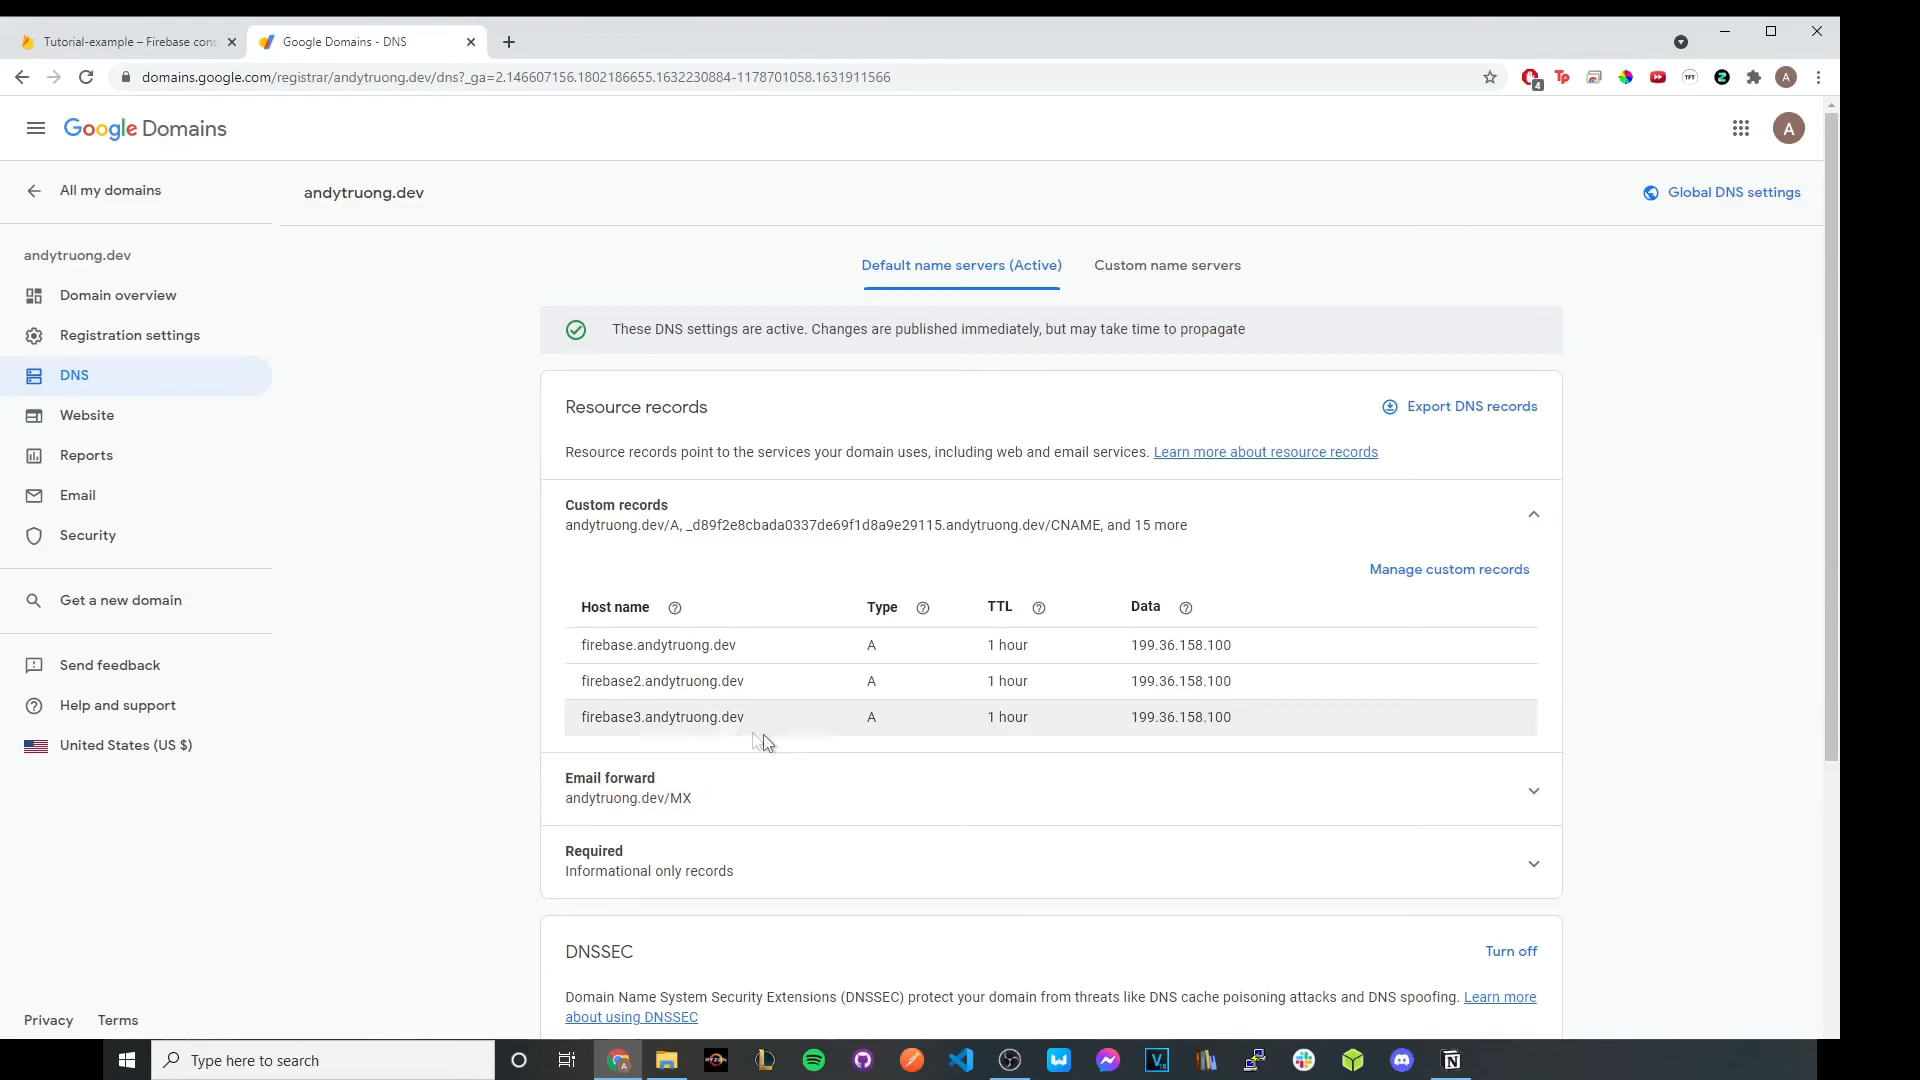 Tutorial-example – Firebase cons
Google Domains - DNS
domains.google.com/registrar/andytruong.dev/dns?_ga=2.146607156.1802186655.1632230884-1178701058.1631911566
4
Tp
TFT
A
Google Domains
A
All my domains
andytruong.dev
Global DNS settings
andytruong.dev
Domain overview
Registration settings
DNS
Website
Reports
Email
Security
Get a new domain
Send feedback
Help and support
United States (US $)
Privacy
Terms
Default name servers (Active)
Custom name servers
These DNS settings are active. Changes are published immediately, but may take time to propagate
Resource records
Export DNS records
Resource records point to the services your domain uses, including web and email services. Learn more about resource records
Custom records
andytruong.dev/A, _d89f2e8cbada0337de69f1d8a9e29115.andytruong.dev/CNAME, and 15 more
Manage custom records
Host name Type TTL Data
firebase.andytruong.dev A 1 hour 199.36.158.100
firebase2.andytruong.dev A 1 hour 199.36.158.100
firebase3.andytruong.dev A 1 hour 199.36.158.100
Email forward
andytruong.dev/MX
Required
Informational only records
DNSSEC
Turn off
Domain Name System Security Extensions (DNSSEC) protect your domain from threats like DNS cache poisoning attacks and DNS spoofing. Learn more
about using DNSSEC
Type here to search